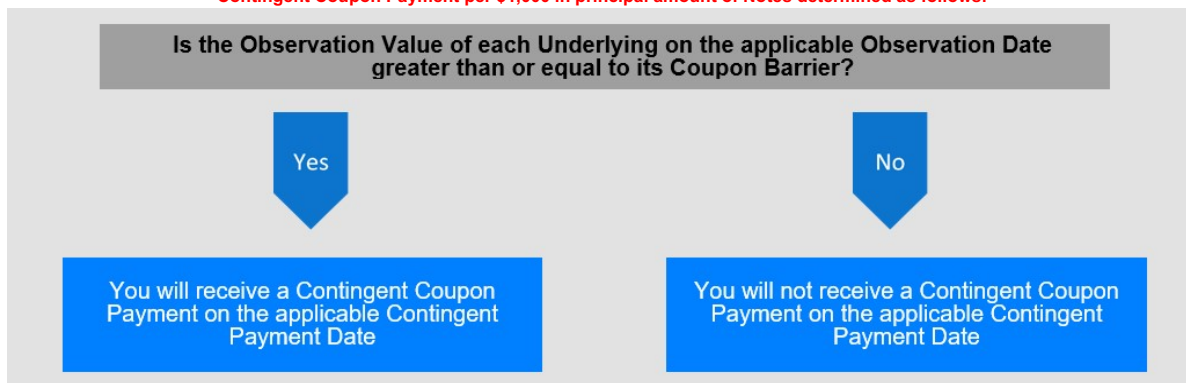 Contingent Coupon Payment per $1,000 in principal amount of Notes determined as follows:
Is the Observation Value of each Underlying on the applicable Observation Date
greater than or equal to its Coupon Barrier?
Yes
No
You will receive a Contingent Coupon
Payment on the applicable Contingent
Payment Date
You will not receive a Contingent Coupon
Payment on the applicable Contingent
Payment Date